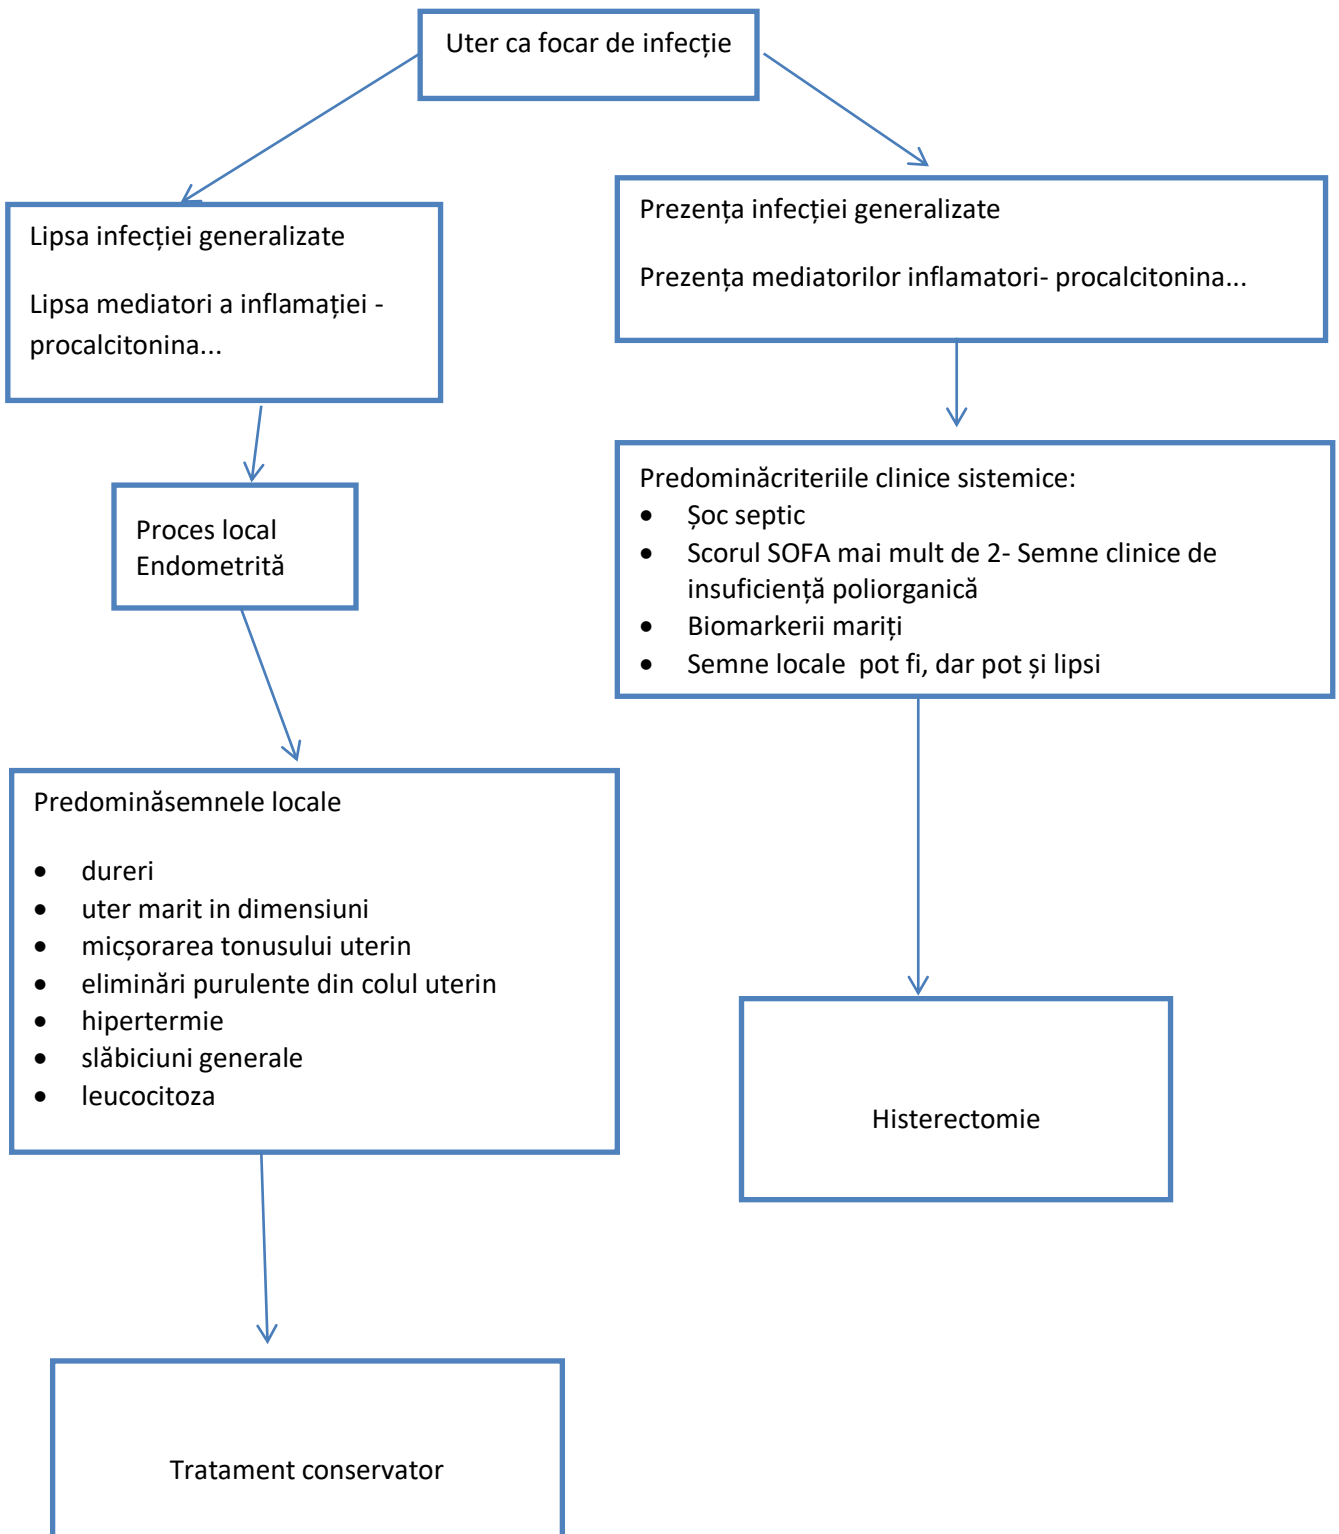 Uter ca focar de infecție
Lipsa infecției generalizate
Lipsa mediatori a inflamației -
procalcitonina...
Prezența infecției generalizate
Prezența mediatorilor inflamatori- procalcitonina...
Proces local
Endometrită
Predominăcriteriile clinice sistemice:
• Șoc septic
• Scorul SOFA mai mult de 2- Semne clinice de
insuficiență poliorganică
• Biomarkerii mariți
• Semne locale pot fi, dar pot și lipsi
Predominăsemnele locale
• dureri
• uter marit in dimensiuni
• micșorarea tonusului uterin
• eliminări purulente din colul uterin
• hipertermie
• slăbiciuni generale
• leucocitoza
Histerectomie
Tratament conservator